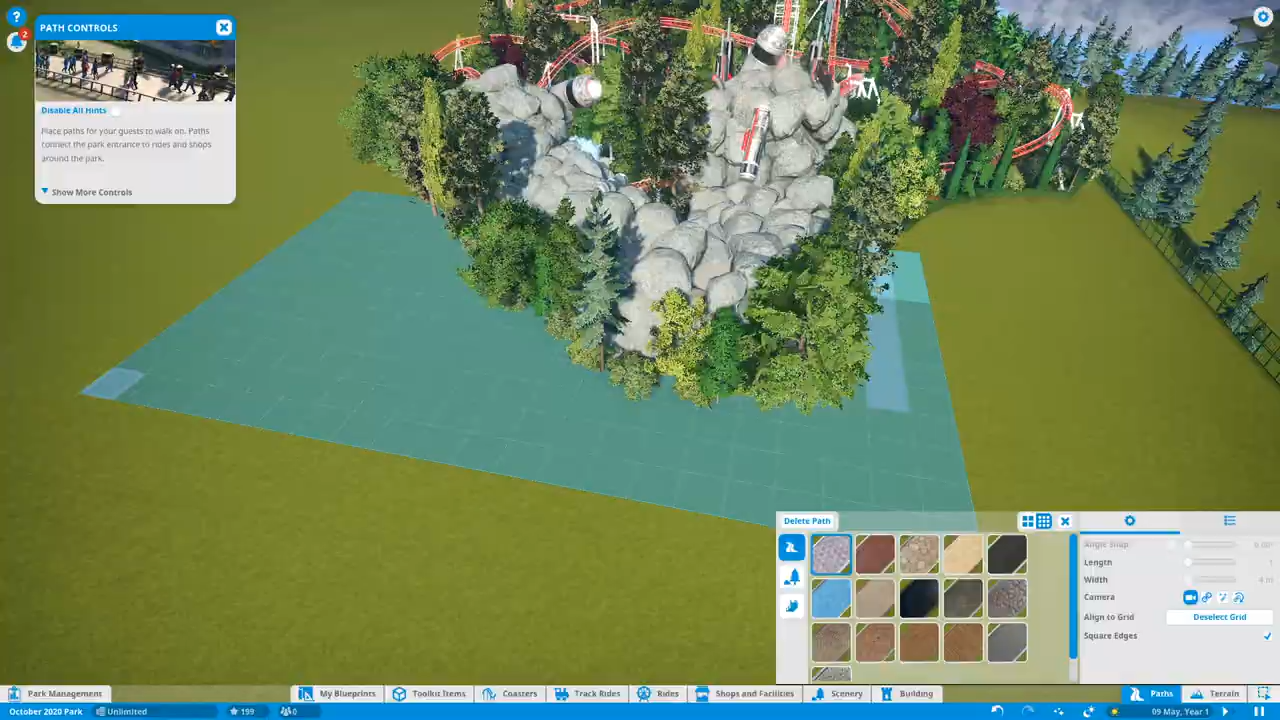 ?
2
PATH CONTROLS
Disable All Hints
Place paths for your guests to walk on. Paths
connect the park entrance to rides and shops
around the park.
Show More Controls
Delete Path
Angle Snap
Length 1
Width 4 m
Camera
Align to Grid Deselect Grid
Square Edges
Park Management My Blueprints Toolkit Items Coasters Track Rides Rides Shops and Facilities Scenery Building Paths Terrain
October 2020 Park Unlimited 199 0 09 May, Year 1